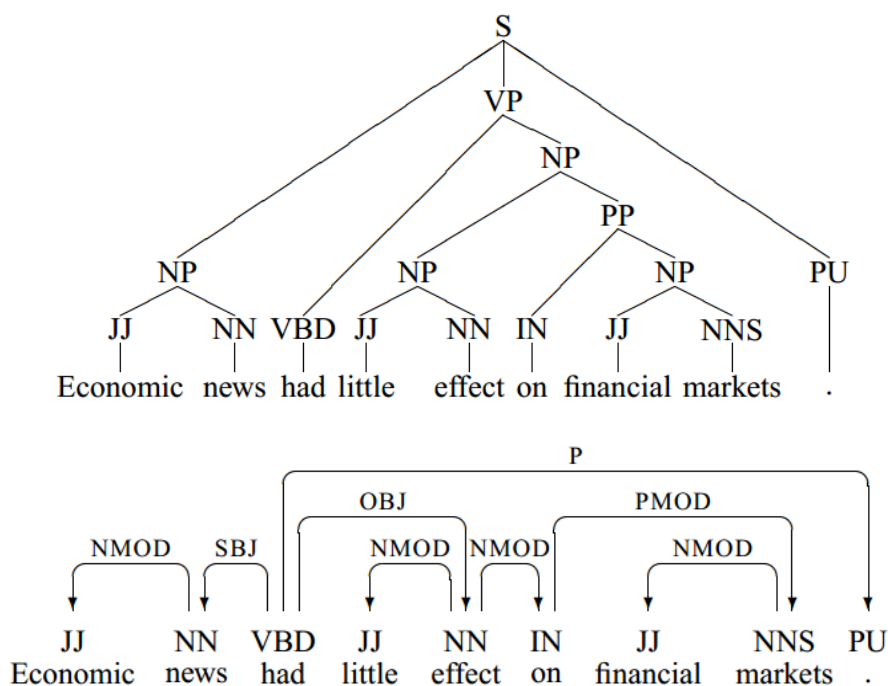 S
VP
NP
PP
NP NP NP PU
JJ NN VBD JJ NN IN JJ NNS
Economic news had little effect on financial markets .
P
OBJ PMOD
NMOD SBJ NMOD NMOD NMOD
JJ NN VBD JJ NN IN JJ NNS PU
Economic news had little effect on financial markets .